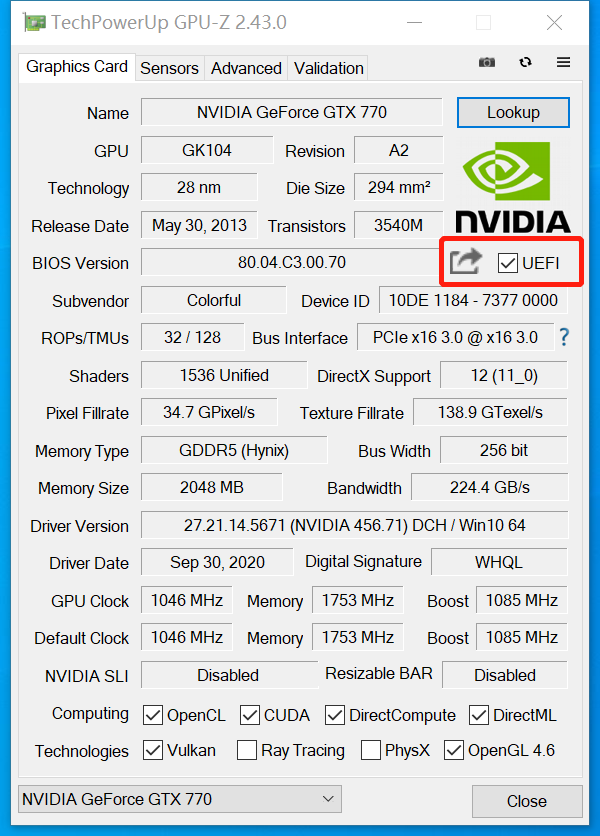 TechPowerUp GPU-Z 2.43.0
Graphics Card Sensors Advanced Validation
Name NVIDIA GeForce GTX 770 Lookup
GPU GK104 Revision A2
Technology 28 nm Die Size 294 mm²
NVIDIA
Release Date May 30, 2013 Transistors 3540M
BIOS Version 80.04.C3.00.70 UEFI
Subvendor Colorful Device ID 10DE 1184 - 7377 0000
ROPs/TMUs 32 / 128 Bus Interface PCIe x16 3.0 @ x16 3.0 ?
Shaders 1536 Unified DirectX Support 12 (11_0)
Pixel Fillrate 34.7 GPixel/s Texture Fillrate 138.9 GTexel/s
Memory Type GDDR5 (Hynix) Bus Width 256 bit
Memory Size 2048 MB Bandwidth 224.4 GB/s
Driver Version 27.21.14.5671 (NVIDIA 456.71) DCH / Win10 64
Driver Date Sep 30, 2020 Digital Signature WHQL
GPU Clock 1046 MHz Memory 1753 MHz Boost 1085 MHz
Default Clock 1046 MHz Memory 1753 MHz Boost 1085 MHz
NVIDIA SLI Disabled Resizable BAR Disabled
Computing OpenCL CUDA DirectCompute DirectML
Technologies Vulkan Ray Tracing PhysX OpenGL 4.6
NVIDIA GeForce GTX 770 Close